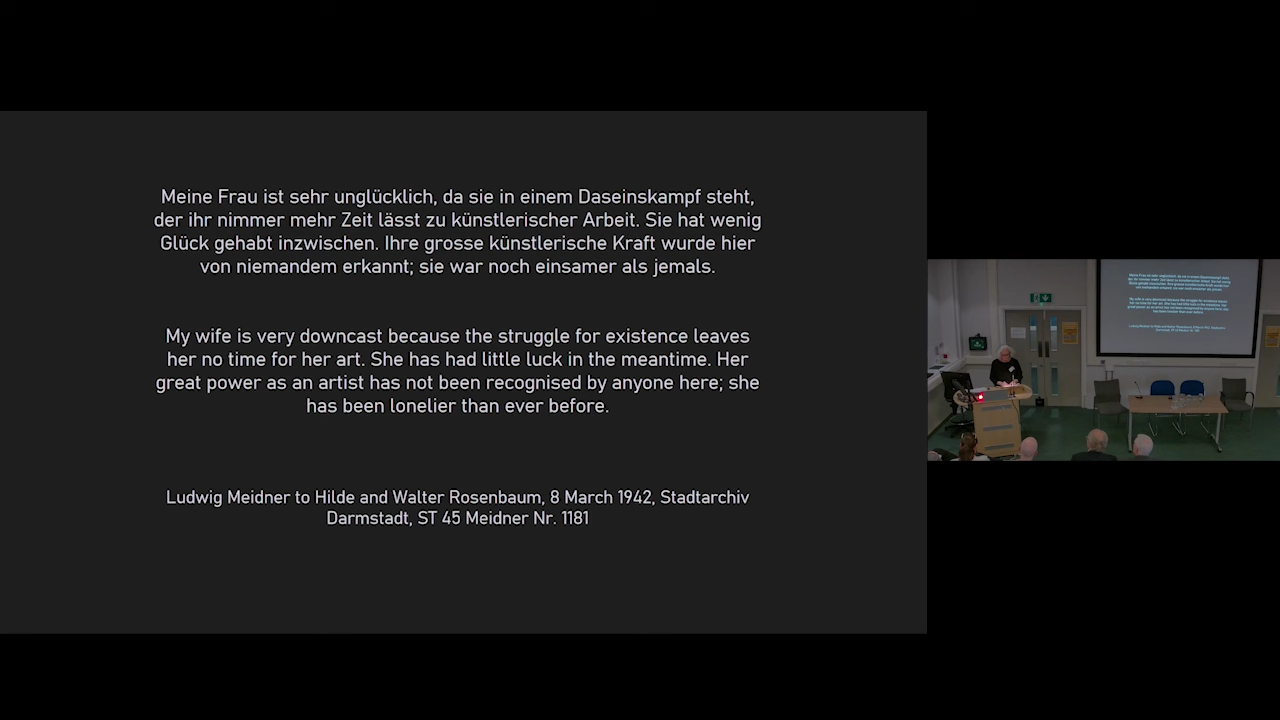 Meine Frau ist sehr unglücklich, da sie in einem Daseinskampf steht,
der ihr nimmer mehr Zeit lässt zu künstlerischer Arbeit. Sie hat wenig
Glück gehabt inzwischen. Ihre grosse künstlerische Kraft wurde hier
von niemandem erkannt; sie war noch einsamer als jemals.
My wife is very downcast because the struggle for existence leaves
her no time for her art. She has had little luck in the meantime. Her
great power as an artist has not been recognised by anyone here; she
has been lonelier than ever before.
Ludwig Meidner to Hilde and Walter Rosenbaum, 8 March 1942, Stadtarchiv
Darmstadt, ST 45 Meidner Nr. 1181